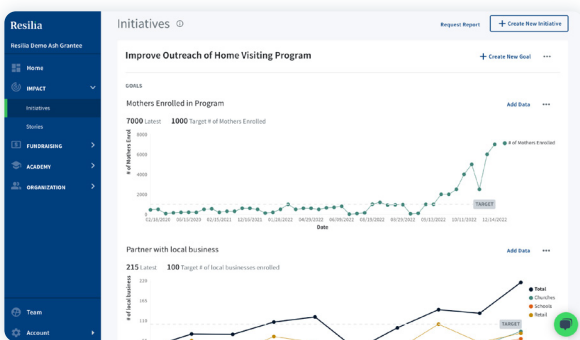 Resilia
Resilia Demo Ash Grantee
Home
IMPACT
Initiatives
Stories
FUNDRAISING
ACADEMY
ORGANIZATION
Team
Account
Initiatives
Request Report
+ Create New Initiative
Improve Outreach of Home Visiting Program
+ Create New Goal
GOALS
Mothers Enrolled in Program
Add Data
7000 Latest 1000 Target # of Mothers Enrolled
# of Mothers Enrol
8000
6000
4000
2000
0
# of Mothers Enrolled
TARGET
Date
Partner with local business
Add Data
215 Latest 100 Target # of local businesses enrolled
# of local business
220
165
110
Total
Churches
Schools
Retail
TARGET